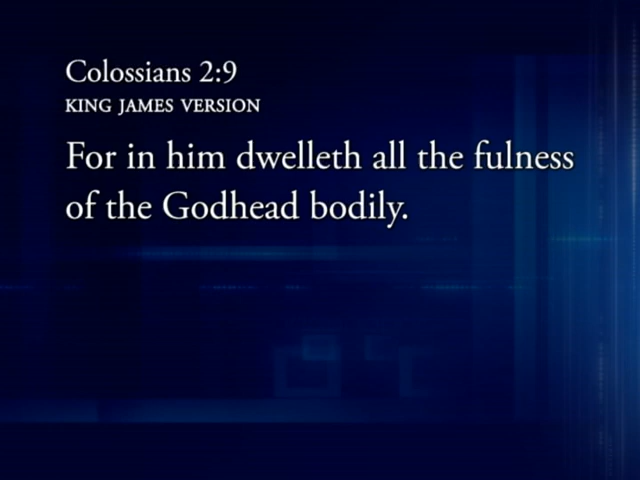 Colossians 2:9
KING JAMES VERSION
For in him dwelleth all the fulness
of the Godhead bodily.